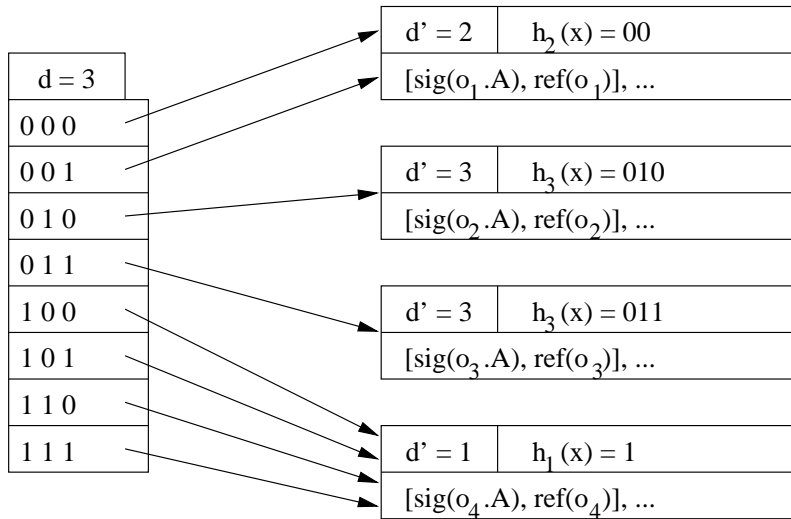 d = 3
0 0 0
0 0 1
0 1 0
0 1 1
1 0 0
1 0 1
1 1 0
1 1 1
d' = 2 h₂(x) = 00
[sig(o₁.A), ref(o₁)], ...
d' = 3 h₃(x) = 010
[sig(o₂.A), ref(o₂)], ...
d' = 3 h₃(x) = 011
[sig(o₃.A), ref(o₃)], ...
d' = 1 h₁(x) = 1
[sig(o₄.A), ref(o₄)], ...